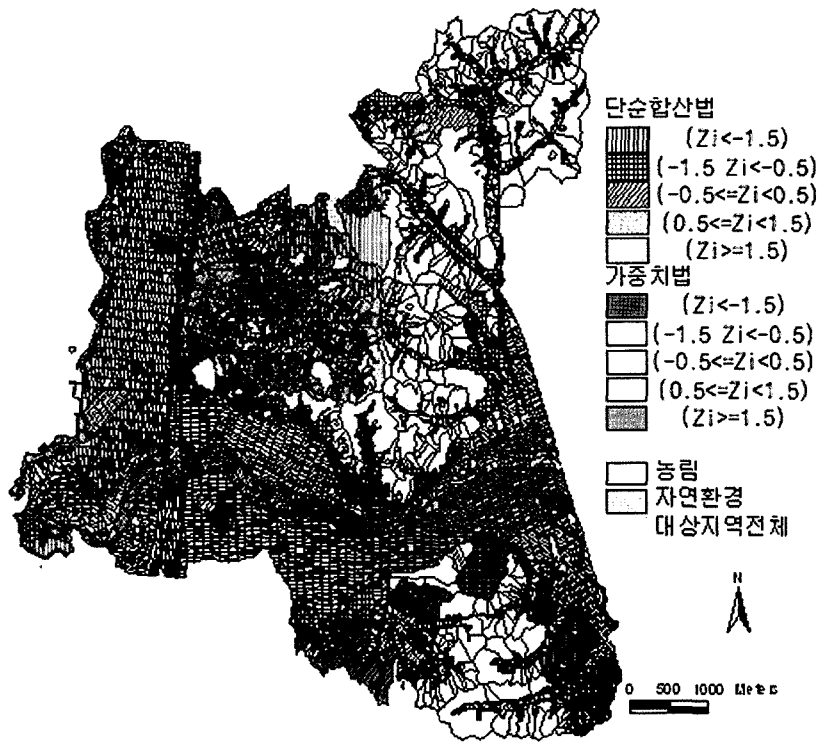 단순합산법
(Zi<-1.5)
(-1.5 Zi<-0.5)
(-0.5<=Zi<0.5)
(0.5<=Zi<1.5)
(Zi>=1.5)
가중치법
(Zi<-1.5)
(-1.5 Zi<-0.5)
(-0.5<=Zi<0.5)
(0.5<=Zi<1.5)
(Zi>=1.5)
농림
자연환경
대상지역전체
N
0 500 1000 Meters